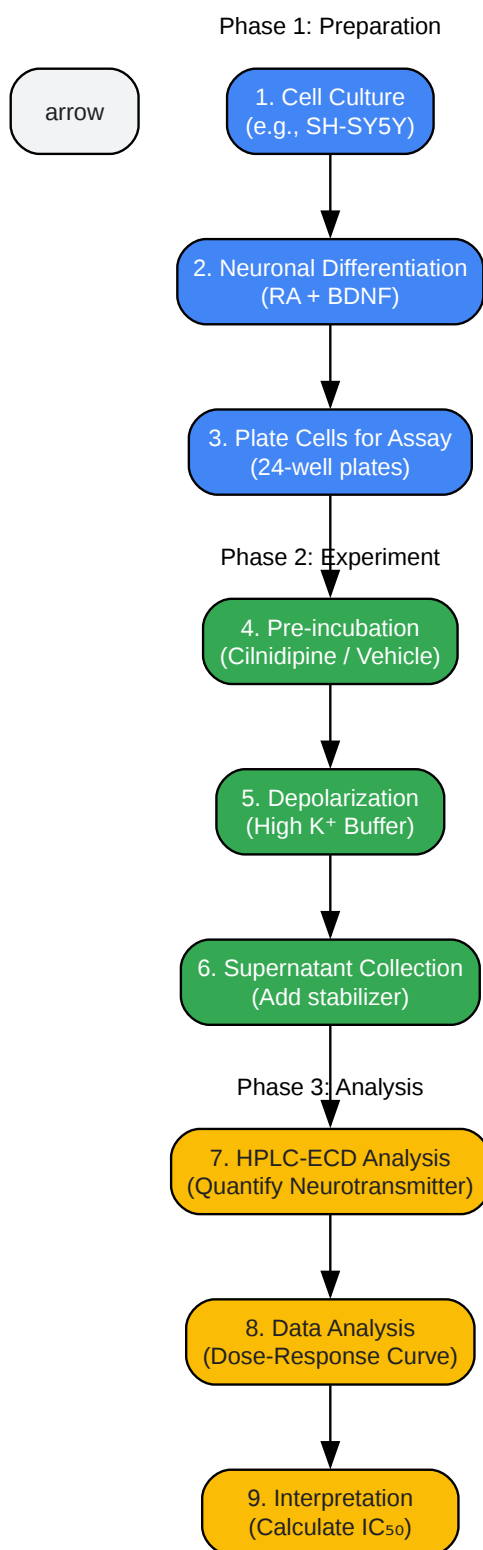 Phase 1: Preparation
arrow
1. Cell Culture
(e.g., SH-SY5Y)
2. Neuronal Differentiation
(RA + BDNF)
3. Plate Cells for Assay
(24-well plates)
Phase 2: Experiment
4. Pre-incubation
(Cilnidipine / Vehicle)
5. Depolarization
(High K⁺ Buffer)
6. Supernatant Collection
(Add stabilizer)
Phase 3: Analysis
7. HPLC-ECD Analysis
(Quantify Neurotransmitter)
8. Data Analysis
(Dose-Response Curve)
9. Interpretation
(Calculate IC₅₀)